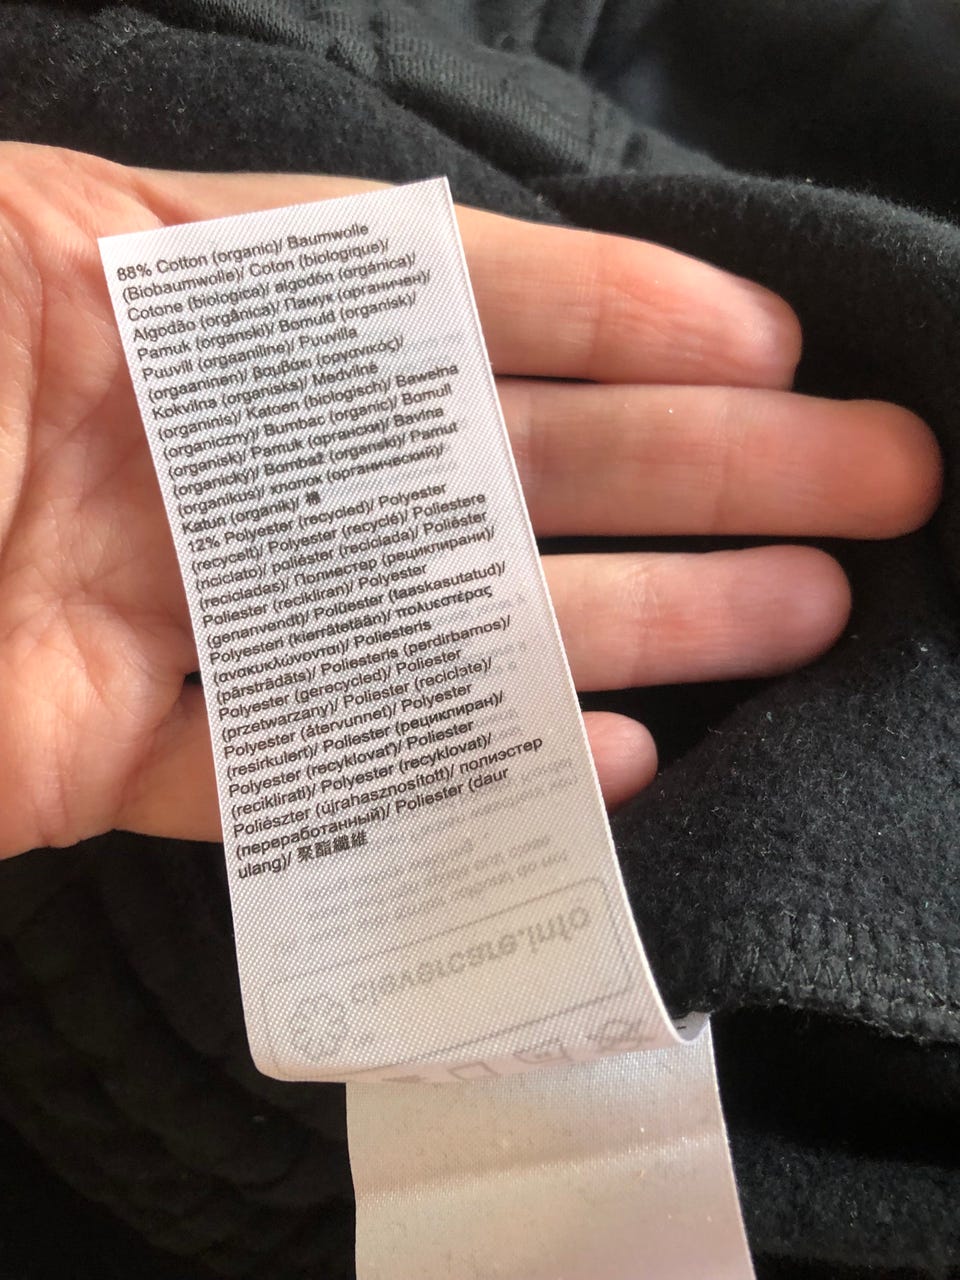 88% Cotton (organic)/ Baumwolle
(Biobaumwolle)/ Coton (biologique)/
Cotone (biologica)/ algodón (orgánica)/
Algodão (orgânica)/ Памук (органичен)/
Pamuk (organski)/ Bomuld (organisk)/
Puuvill (orgaaniline)/ Puuvilla
(orgaaninen)/ βαμβακι (οργανικός)/
Kokvilna (organiska)/ Medvilnė
(organinis)/ Katoen (biologisch)/ Bawełna
(organiczny)/ Bumbac (organic)/ Bomull
(organisk)/ Pamuk (органски)/ Bavlna
(organický)/ Bombaž (organski)/ Pamut
(organikus)/ хлопок (органический)/
Katun (organik)/ 棉
12% Polyester (recycled)/ Polyester
(recycelt)/ Polyester (recyclé)/ Poliestere
(riciclato)/ poliéster (reciclada)/ Poliéster
(recicladas)/ Полиестер (рециклирани)/
Poliester (recikliran)/ Polyester
(genanvendt)/ Polüester (taaskasutatud)/
Polyesteri (kierrätetään)/ πολυεστέρας
(ανακυκλώνονται)/ Poliesteris
(pārstrādāts)/ Poliesteris (perdirbamos)/
Polyester (gerecycled)/ Poliester
(przetwarzany)/ Poliester (reciclate)/
Polyester (återvunnet)/ Polyester
(resirkulert)/ Poliester (рециклиран)/
Polyester (recyklovať)/ Poliester
(reciklirati)/ Polyester (recyklovat)/
Poliészter (újrahasznosított)/ полиэстер
(переработанный)/ Poliester (daur
ulang)/ 聚酯纖維
clevercare.info